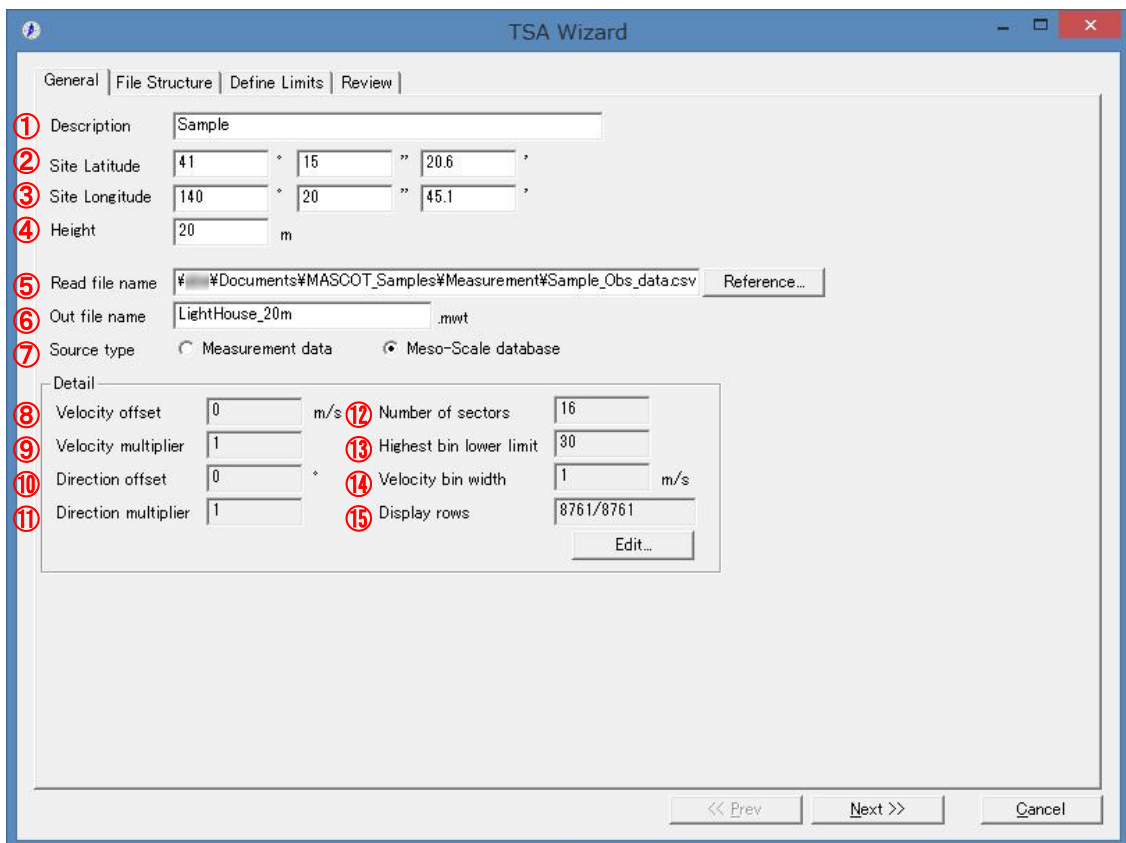 TSA Wizard
General File Structure Define Limits Review
① Description Sample
② Site Latitude 41 ° 15 ” 20.6 ’
③ Site Longitude 140 ° 20 ” 45.1 ’
④ Height 20 m
⑤ Read file name ¥ ¥Documents¥MASCOT_Samples¥Measurement¥Sample_Obs_data.csv Reference...
⑥ Out file name LightHouse_20m .mwt
⑦ Source type Measurement data Meso-Scale database
Detail
⑧ Velocity offset 0 m/s ⑫ Number of sectors 16
⑨ Velocity multiplier 1 ⑬ Highest bin lower limit 30
⑩ Direction offset 0 ° ⑭ Velocity bin width 1 m/s
⑪ Direction multiplier 1 ⑮ Display rows 8761/8761
Edit...
<< Prev Next >> Cancel